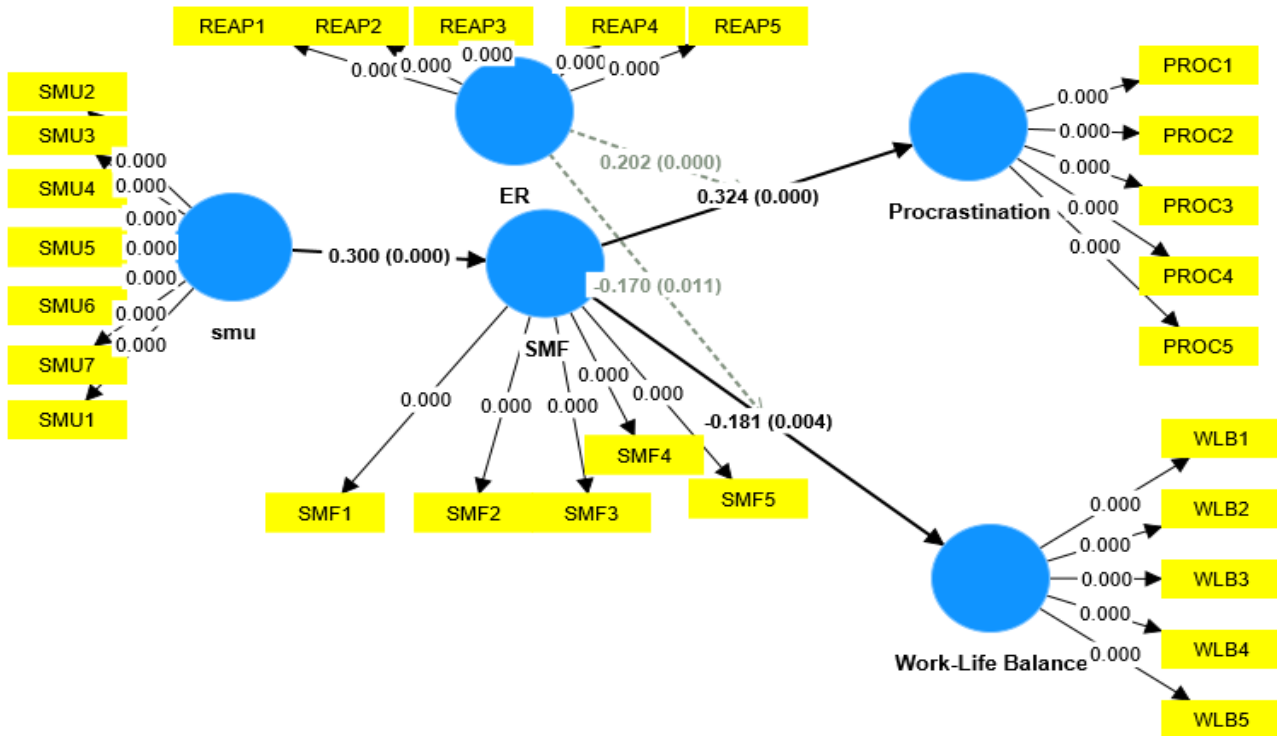 REAP1
REAP2
REAP3
REAP4
REAP5
0.000
0.000
0.000
0.000
0.000
SMU2
SMU3
SMU4
SMU5
SMU6
SMU7
SMU1
0.000
0.000
0.000
0.000
0.000
0.000
0.000
smu
0.300 (0.000)
ER
0.202 (0.000)
0.324 (0.000)
-0.170 (0.011)
SMF
0.000
0.000
0.000
0.000
0.000
SMF1
SMF2
SMF3
SMF4
SMF5
-0.181 (0.004)
Procrastination
0.000
0.000
0.000
0.000
0.000
PROC1
PROC2
PROC3
PROC4
PROC5
Work-Life Balance
0.000
0.000
0.000
0.000
0.000
WLB1
WLB2
WLB3
WLB4
WLB5